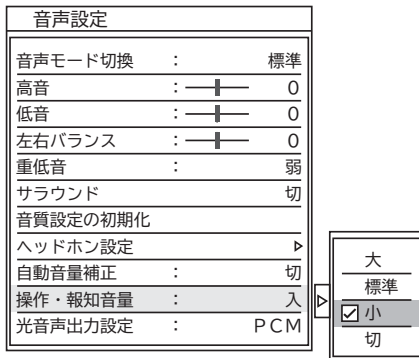 音声設定
音声モード切換 : 標準
高音 : 0
低音 : 0
左右バランス : 0
重低音 : 弱
サラウンド 切
音質設定の初期化
ヘッドホン設定
自動音量補正 : 切
操作・報知音量 : 入
光音声出力設定 : PCM
大
標準
小
切